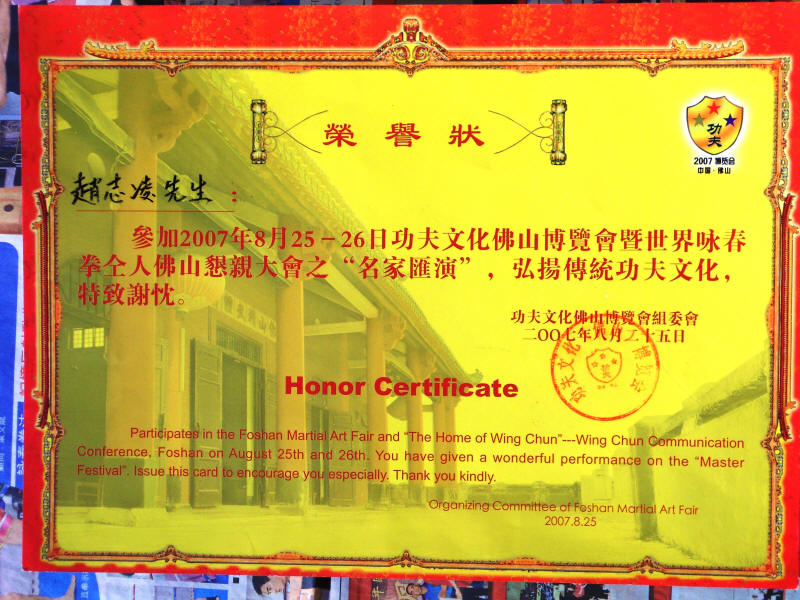 榮譽狀
功夫
2007 博览会
中国·佛山
趙志凌先生：
參加2007年8月25－26日功夫文化佛山博覽會暨世界咏春
拳仝人佛山懇親大會之“名家匯演”，弘揚傳統功夫文化，
特致謝忱。
功夫文化佛山博覽會組委會
二〇〇七年八月二十五日
Honor Certificate
Participates in the Foshan Martial Art Fair and “The Home of Wing Chun”---Wing Chun Communication
Conference, Foshan on August 25th and 26th. You have given a wonderful performance on the “Master
Festival”. Issue this card to encourage you especially. Thank you kindly.
Organizing Committee of Foshan Martial Art Fair
2007.8.25